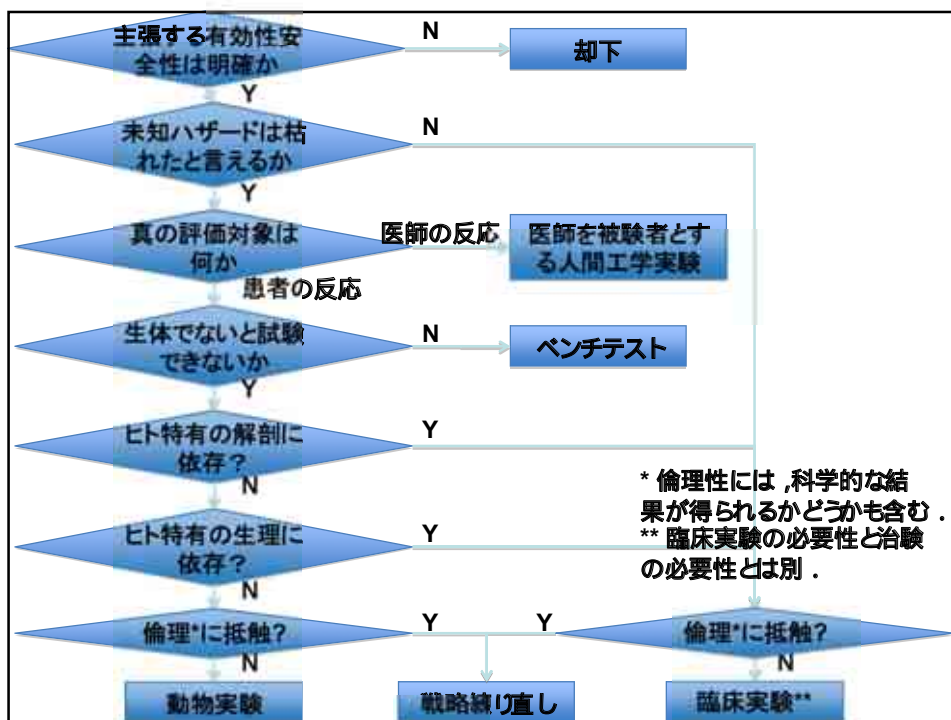 主張する有効性安
全性は明確か
N
却下
Y
未知ハザードは枯
れたと言えるか
N
Y
真の評価対象は
何か
医師の反応
医師を被験者とす
る人間工学実験
患者の反応
生体でないと試験
できないか
N
ベンチテスト
Y
ヒト特有の解剖に
依存？
Y
N
* 倫理性には，科学的な結
果が得られるかどうかも含む．
** 臨床実験の必要性と治験
の必要性とは別．
ヒト特有の生理に
依存？
Y
N
倫理*に抵触?
Y
Y
倫理*に抵触?
N
N
動物実験
戦略練り直し
臨床実験**